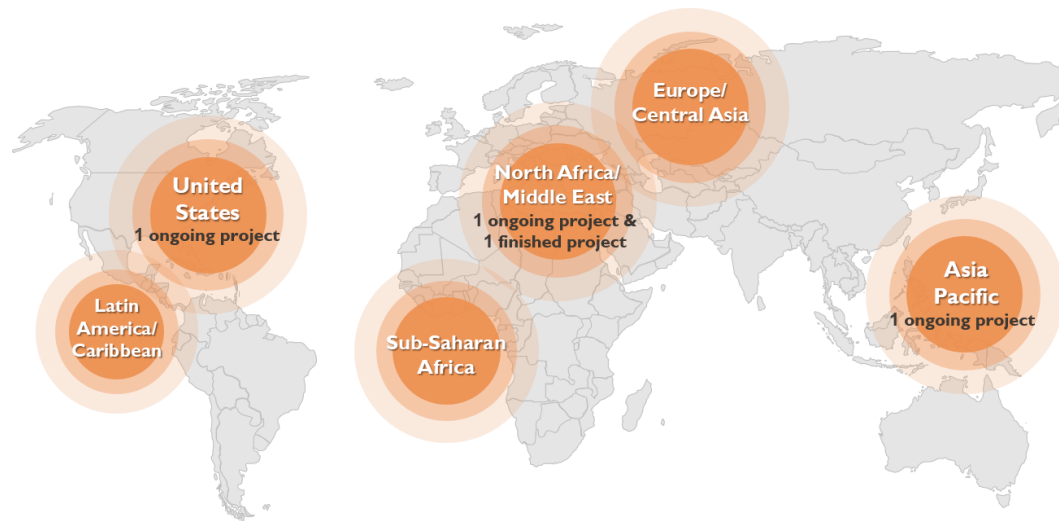 Europe/
Central Asia
North Africa/
Middle East
1 ongoing project &
1 finished project
United
States
1 ongoing project
Asia
Pacific
1 ongoing project
Latin
America/
Caribbean
Sub-Saharan
Africa